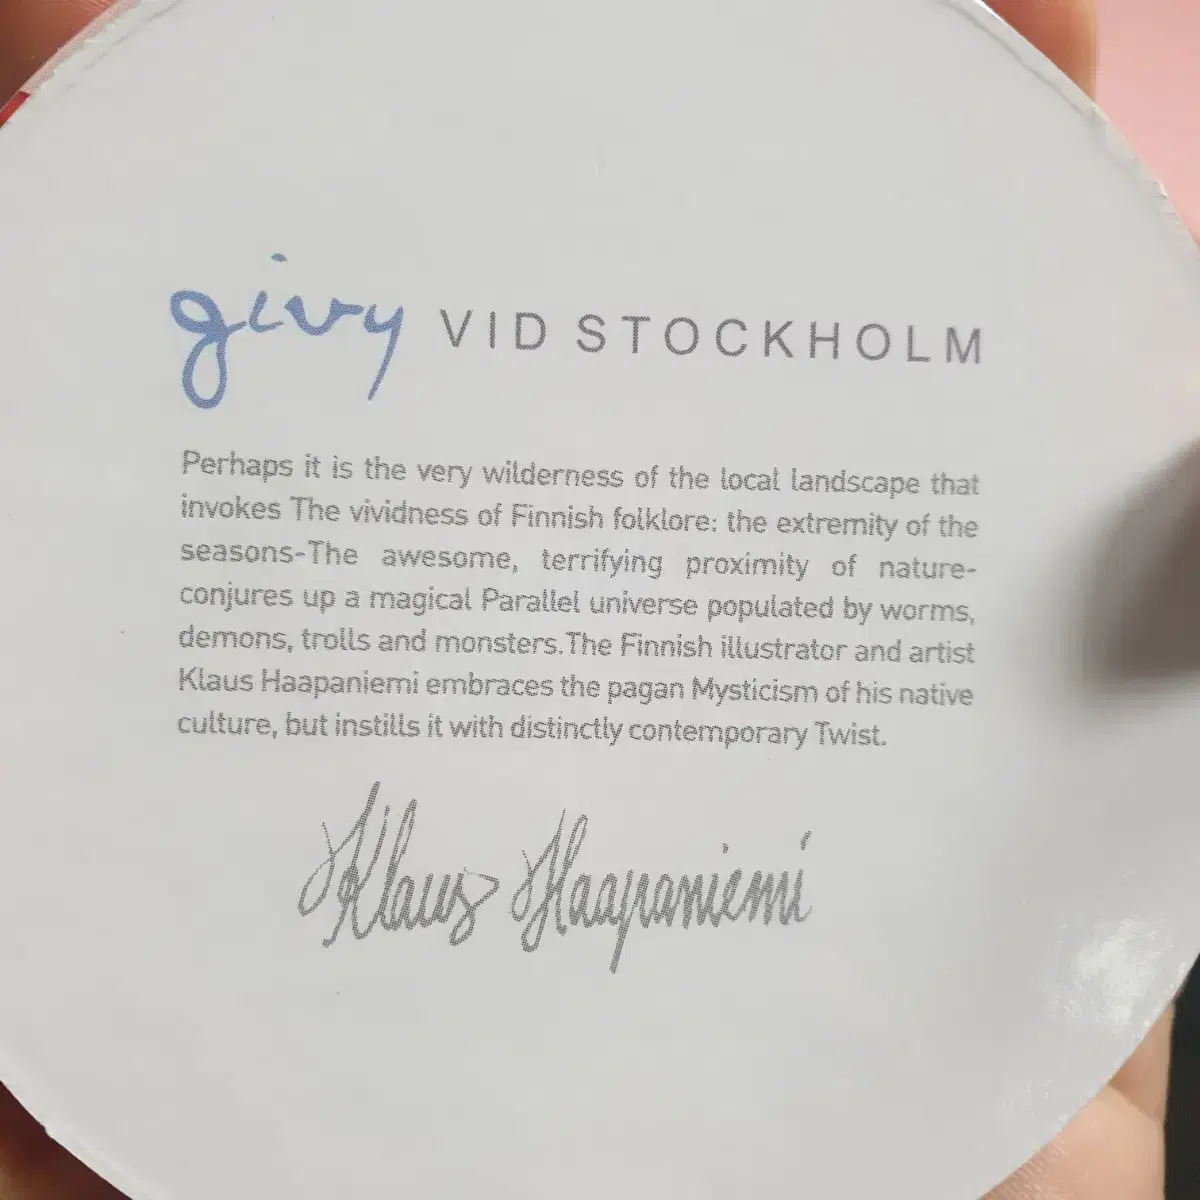 givy VID STOCKHOLM
Perhaps it is the very wilderness of the local landscape that
invokes The vividness of Finnish folklore: the extremity of the
seasons-The awesome, terrifying proximity of nature-
conjures up a magical Parallel universe populated by worms,
demons, trolls and monsters.The Finnish illustrator and artist
Klaus Haapaniemi embraces the pagan Mysticism of his native
culture, but instills it with distinctly contemporary Twist.
Klaus Haapaniemi